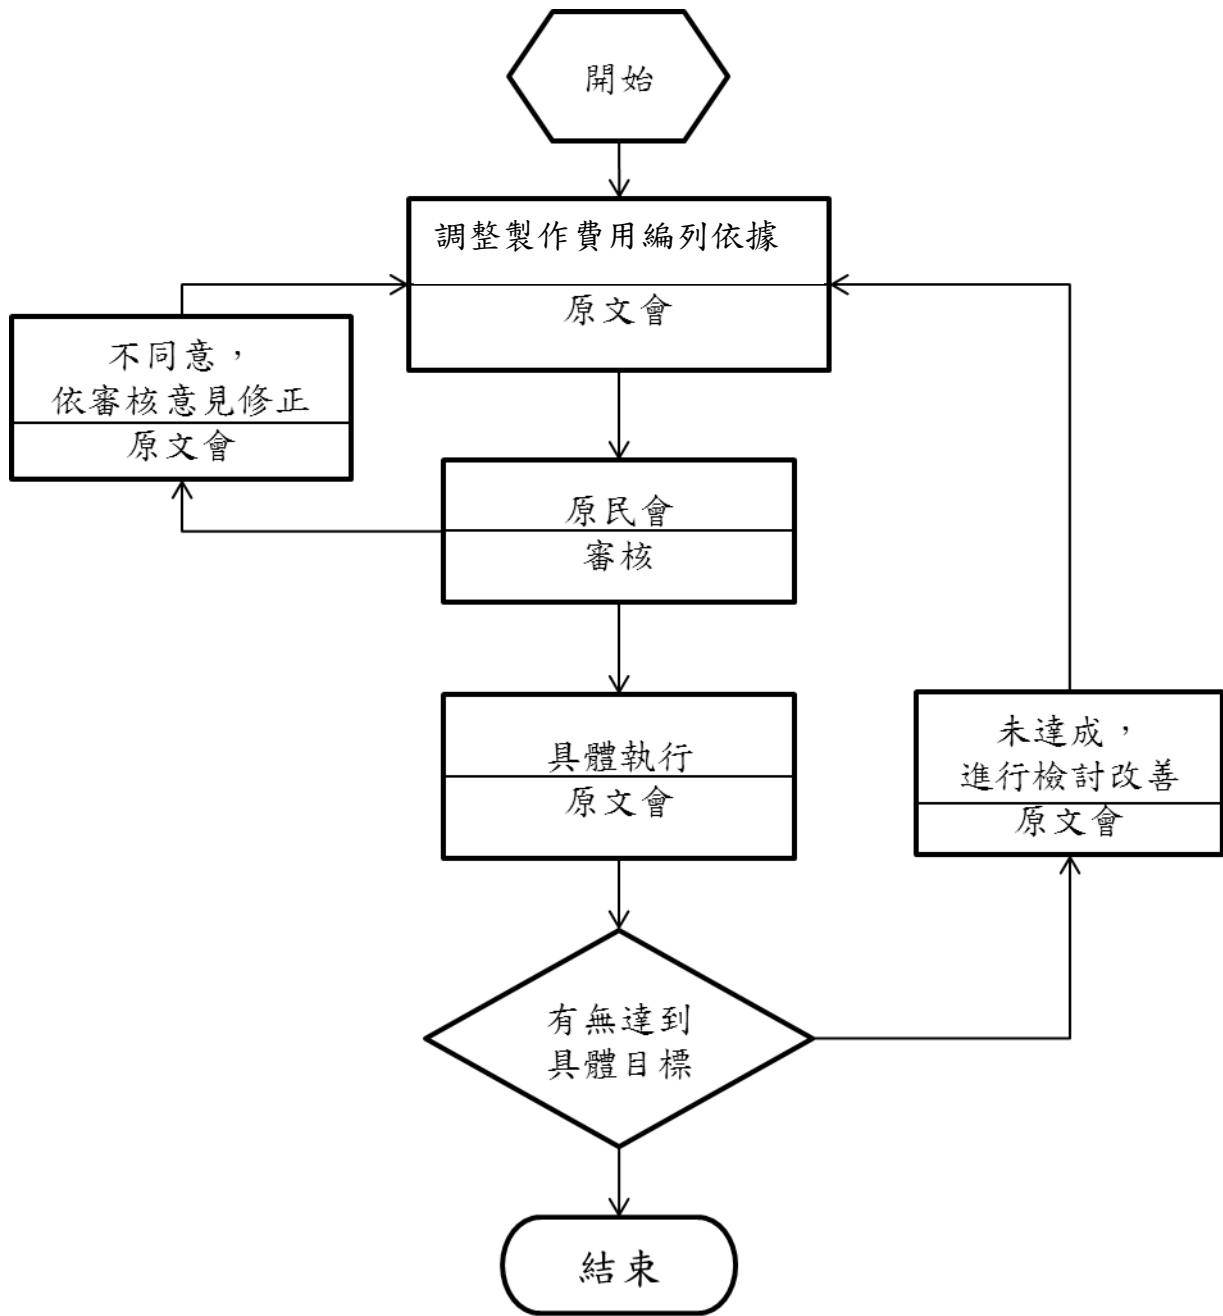 開始
調整製作費用編列依據
原文會
不同意，
依審核意見修正
原文會
原民會
審核
具體執行
原文會
未達成，
進行檢討改善
原文會
有無達到
具體目標
結束